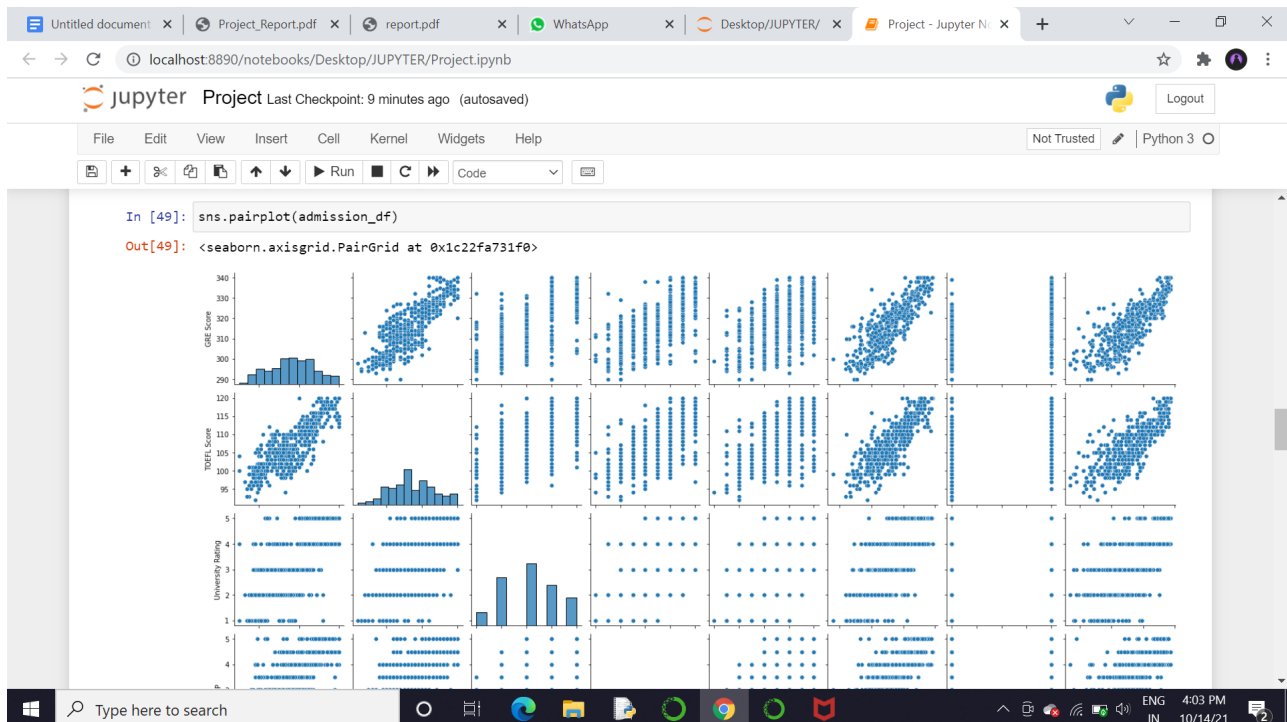 Untitled document
Project_Report.pdf
report.pdf
WhatsApp
Desktop/JUPYTER/
Project - Jupyter No
localhost:8890/notebooks/Desktop/JUPYTER/Project.ipynb
jupyter Project Last Checkpoint: 9 minutes ago (autosaved)
Logout
File Edit View Insert Cell Kernel Widgets Help
Not Trusted Python 3
Run Code
In [49]: sns.pairplot(admission_df)
Out[49]: <seaborn.axisgrid.PairGrid at 0x1c22fa731f0>
340
330
320
310
300
290
GRE Score
120
115
110
105
100
95
TOEFL Score
5
4
3
2
1
University Rating
5
4
Type here to search
ENG
IN
4:03 PM
10/14/21
2